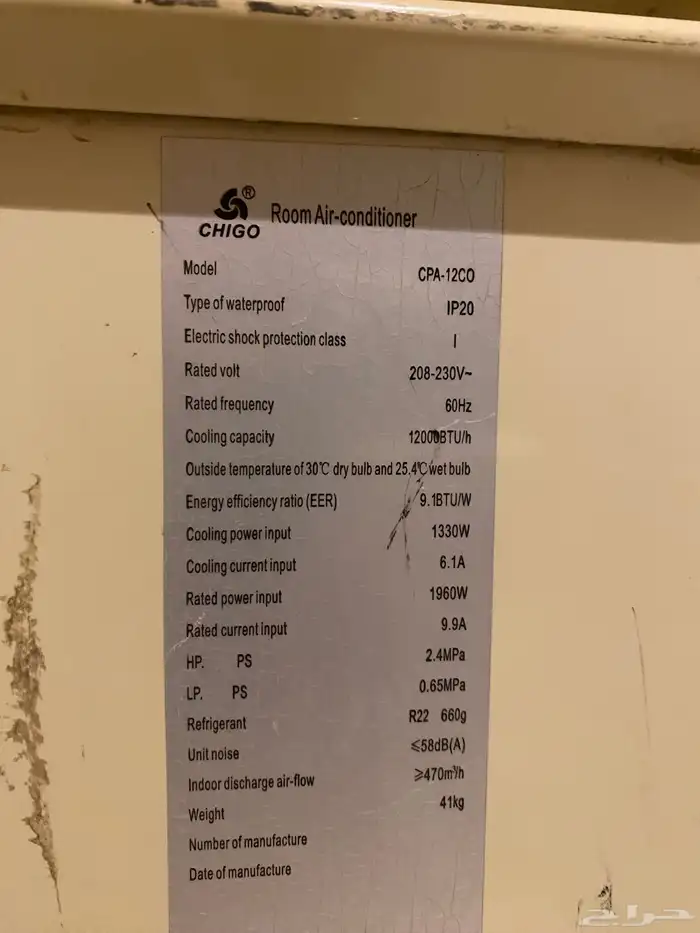 CHIGO ® Room Air-conditioner
Model CPA-12CO
Type of waterproof IP20
Electric shock protection class I
Rated volt 208-230V~
Rated frequency 60Hz
Cooling capacity 12000BTU/h
Outside temperature of 30℃ dry bulb and 25.4℃ wet bulb
Energy efficiency ratio (EER) 9.1BTU/W
Cooling power input 1330W
Cooling current input 6.1A
Rated power input 1960W
Rated current input 9.9A
HP. PS 2.4MPa
LP. PS 0.65MPa
Refrigerant R22 660g
Unit noise ≤58dB(A)
Indoor discharge air-flow ≥470m³/h
Weight 41kg
Number of manufacture
Date of manufacture
حراج